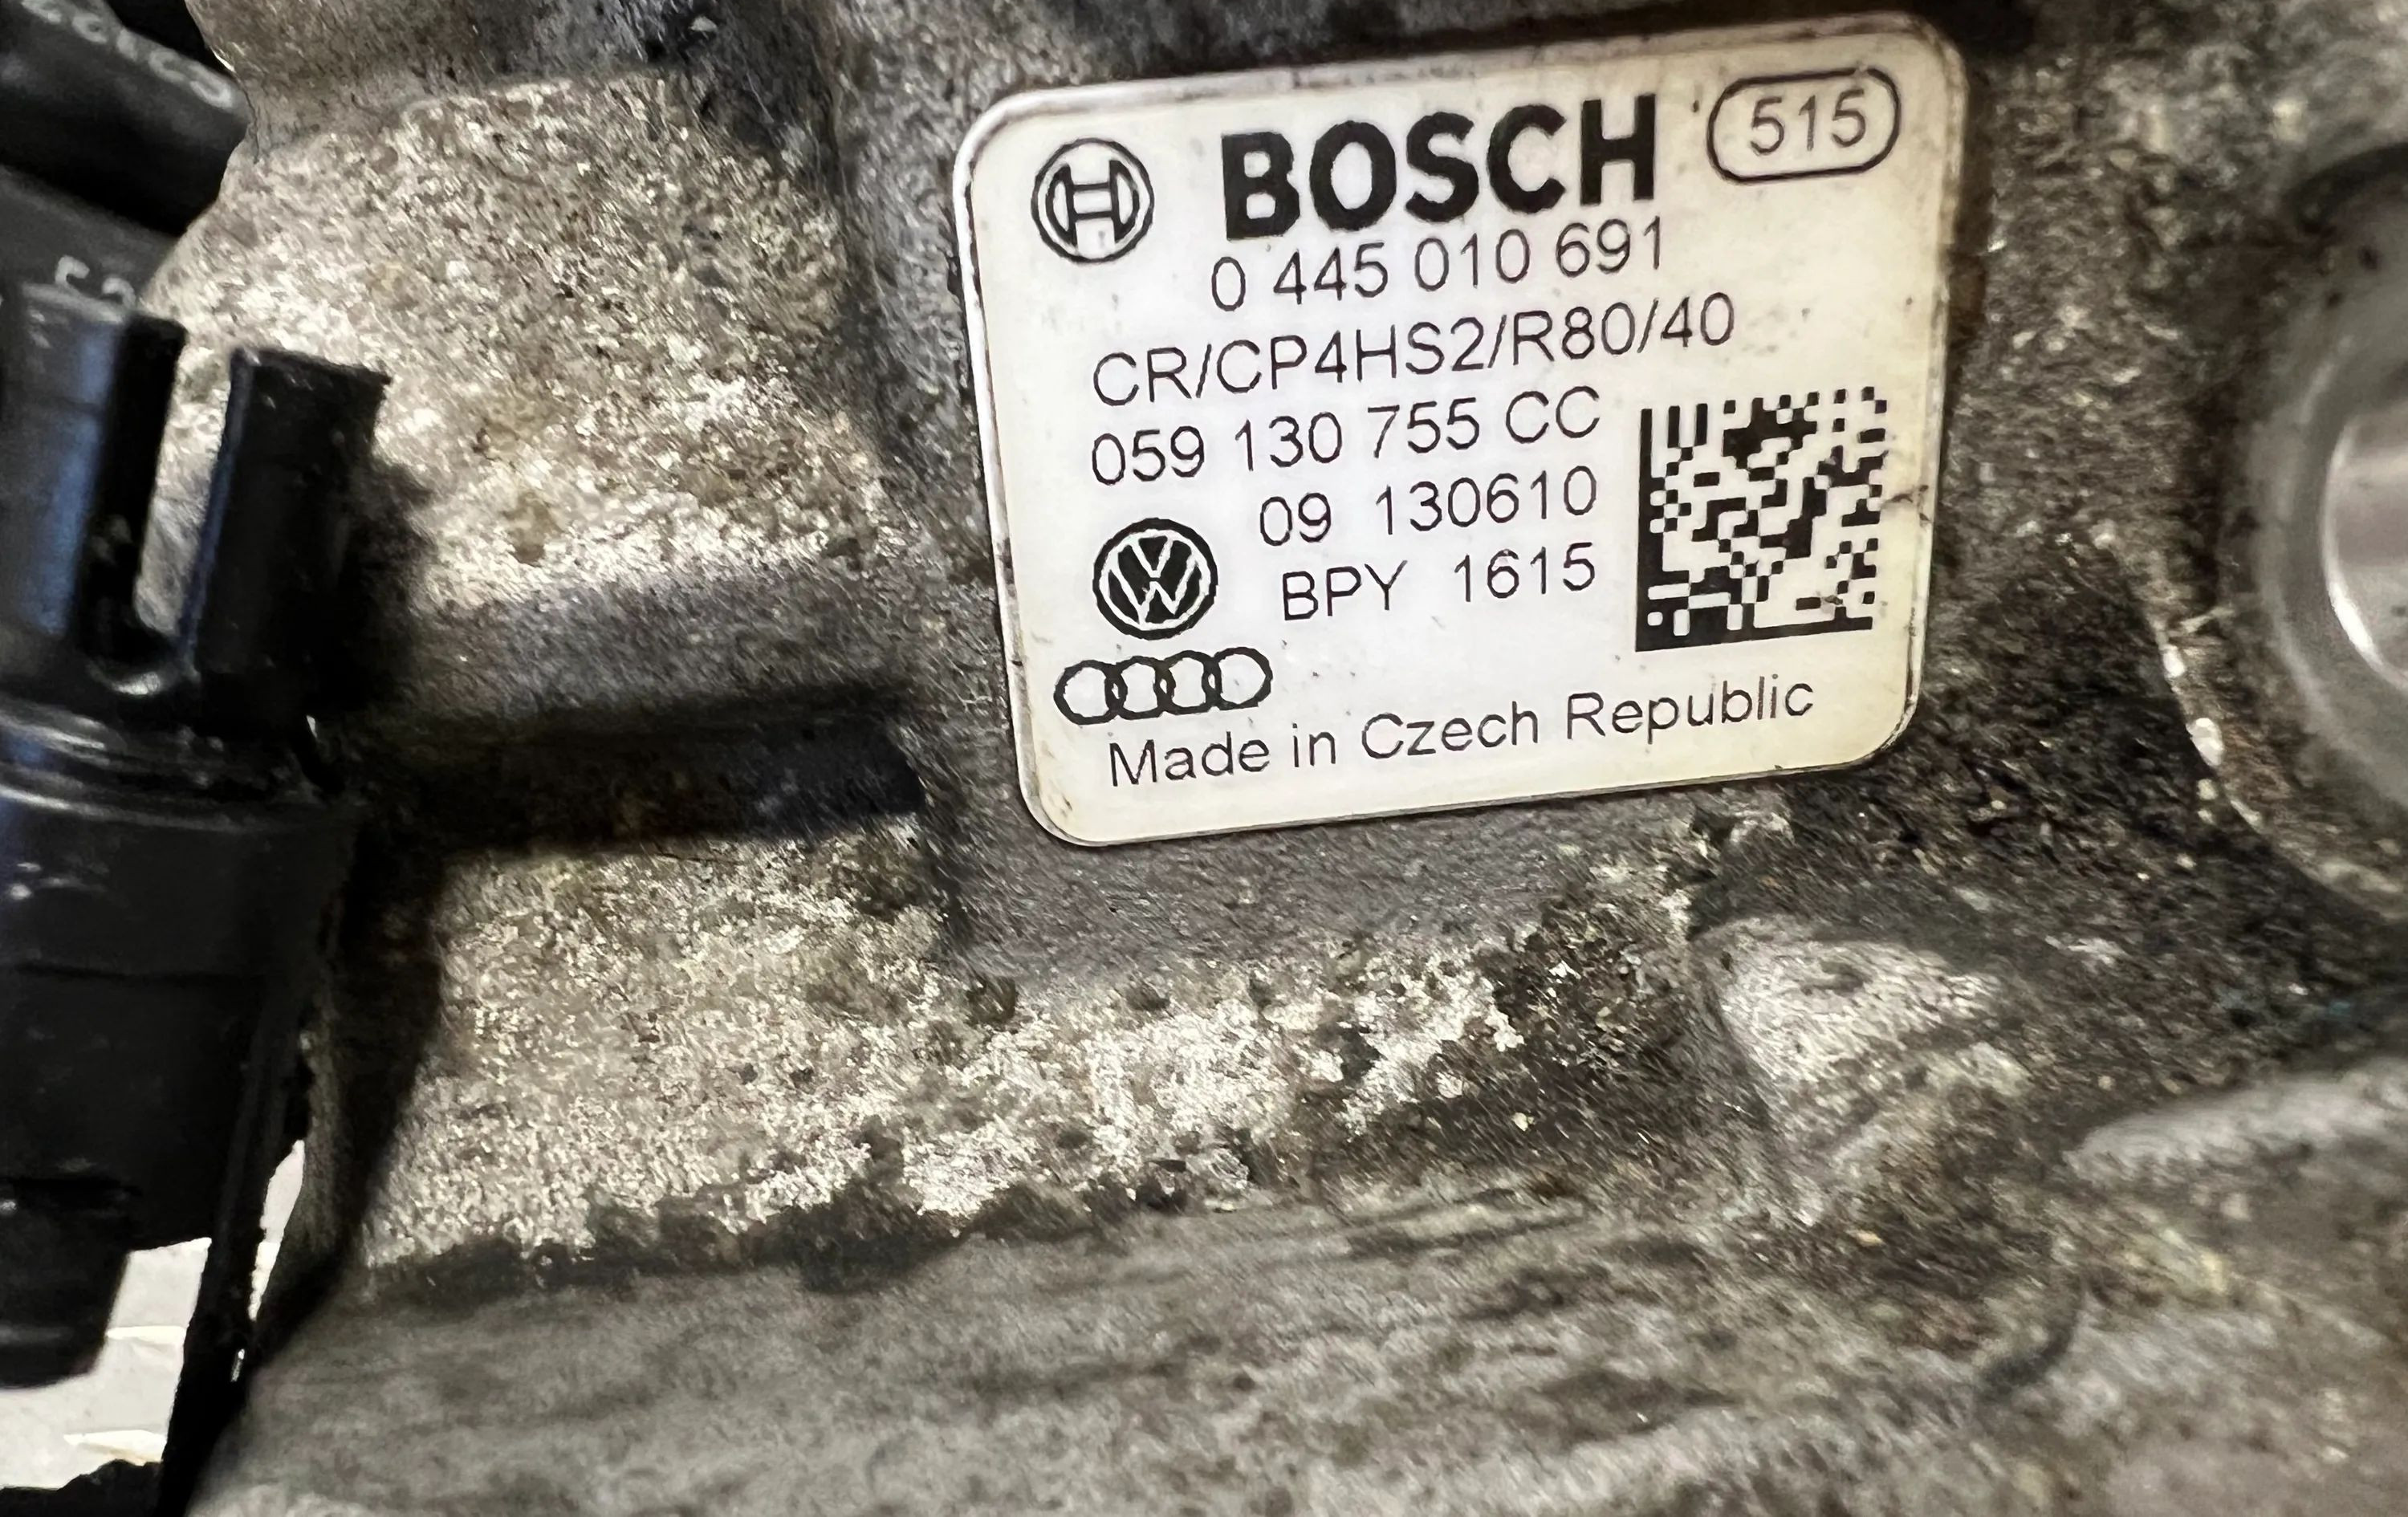 BOSCH 515
0 445 010 691
CR/CP4HS2/R80/40
059 130 755 CC
09 130610
BPY 1615
Made in Czech Republic